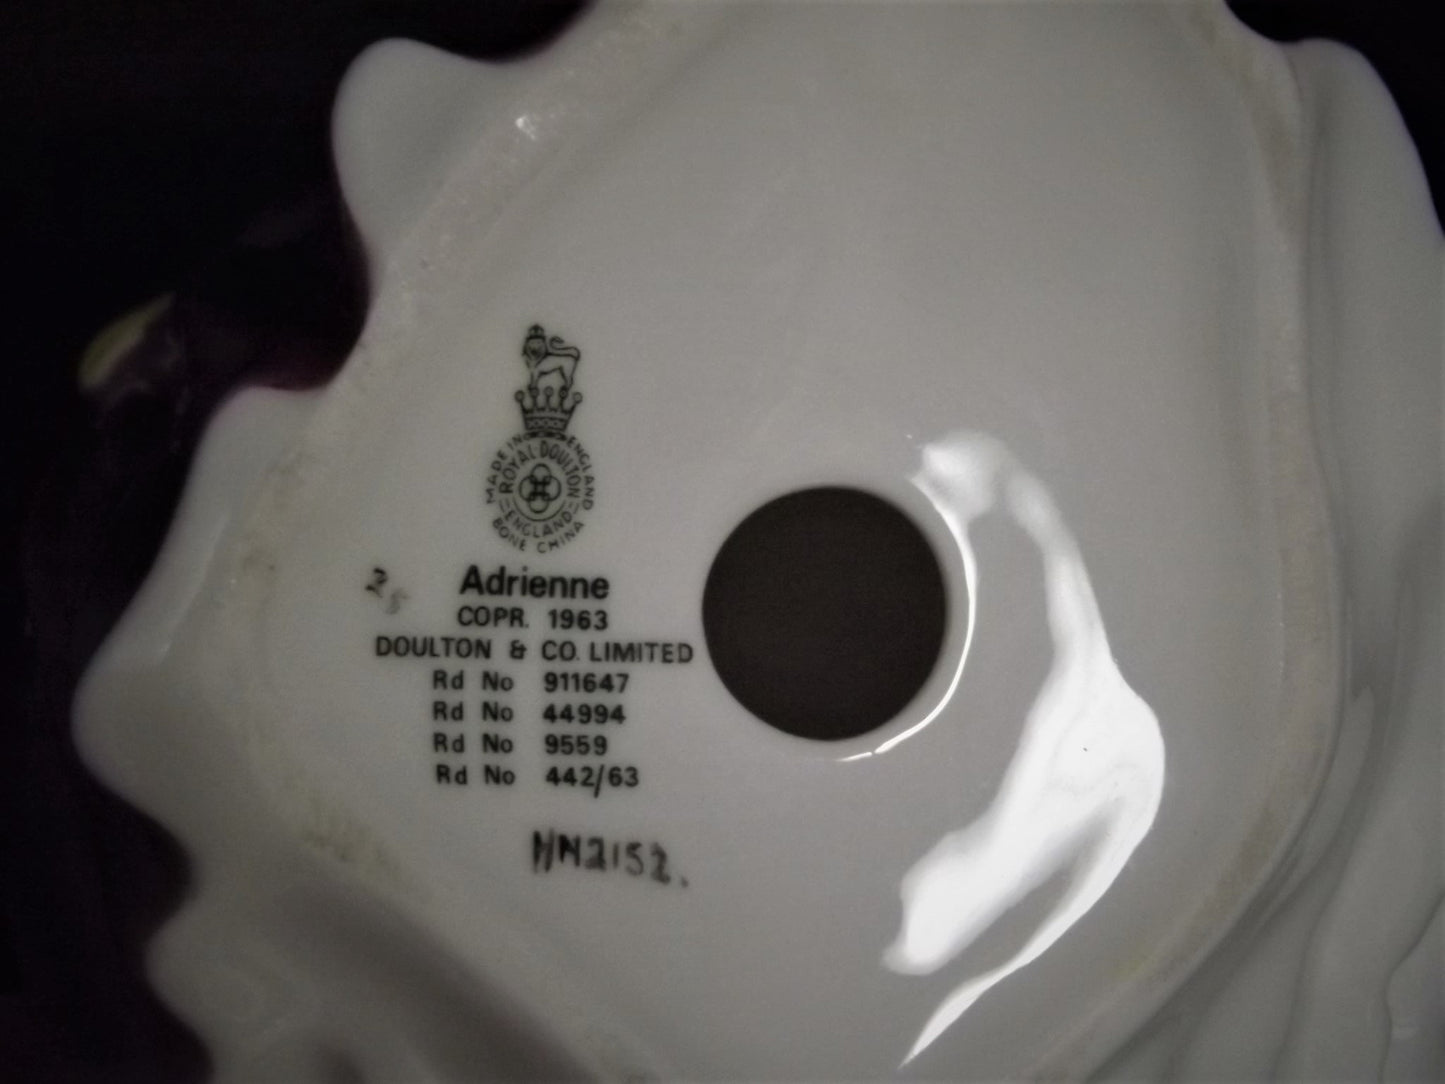 MADE IN ENGLAND
ROYAL DOULTON
ENGLAND
BONE CHINA
25
Adrienne
COPR. 1963
DOULTON & CO. LIMITED
Rd No 911647
Rd No 44994
Rd No 9559
Rd No 442/63
HN2152.